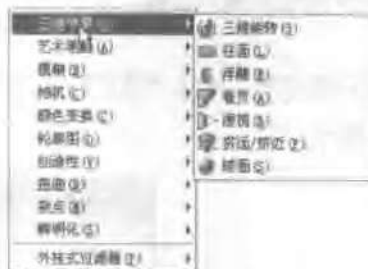 三维效果(3)
艺术笔触(A)
模糊(B)
相机(C)
颜色变换(C)
轮廓图(O)
创造性(V)
扭曲(D)
杂点(N)
鲜明化(S)
外挂式过滤器(P)
三维旋转(3)
柱面(L)
浮雕(E)
卷页(A)
透视(R)
挤远/挤近(P)
球面(S)